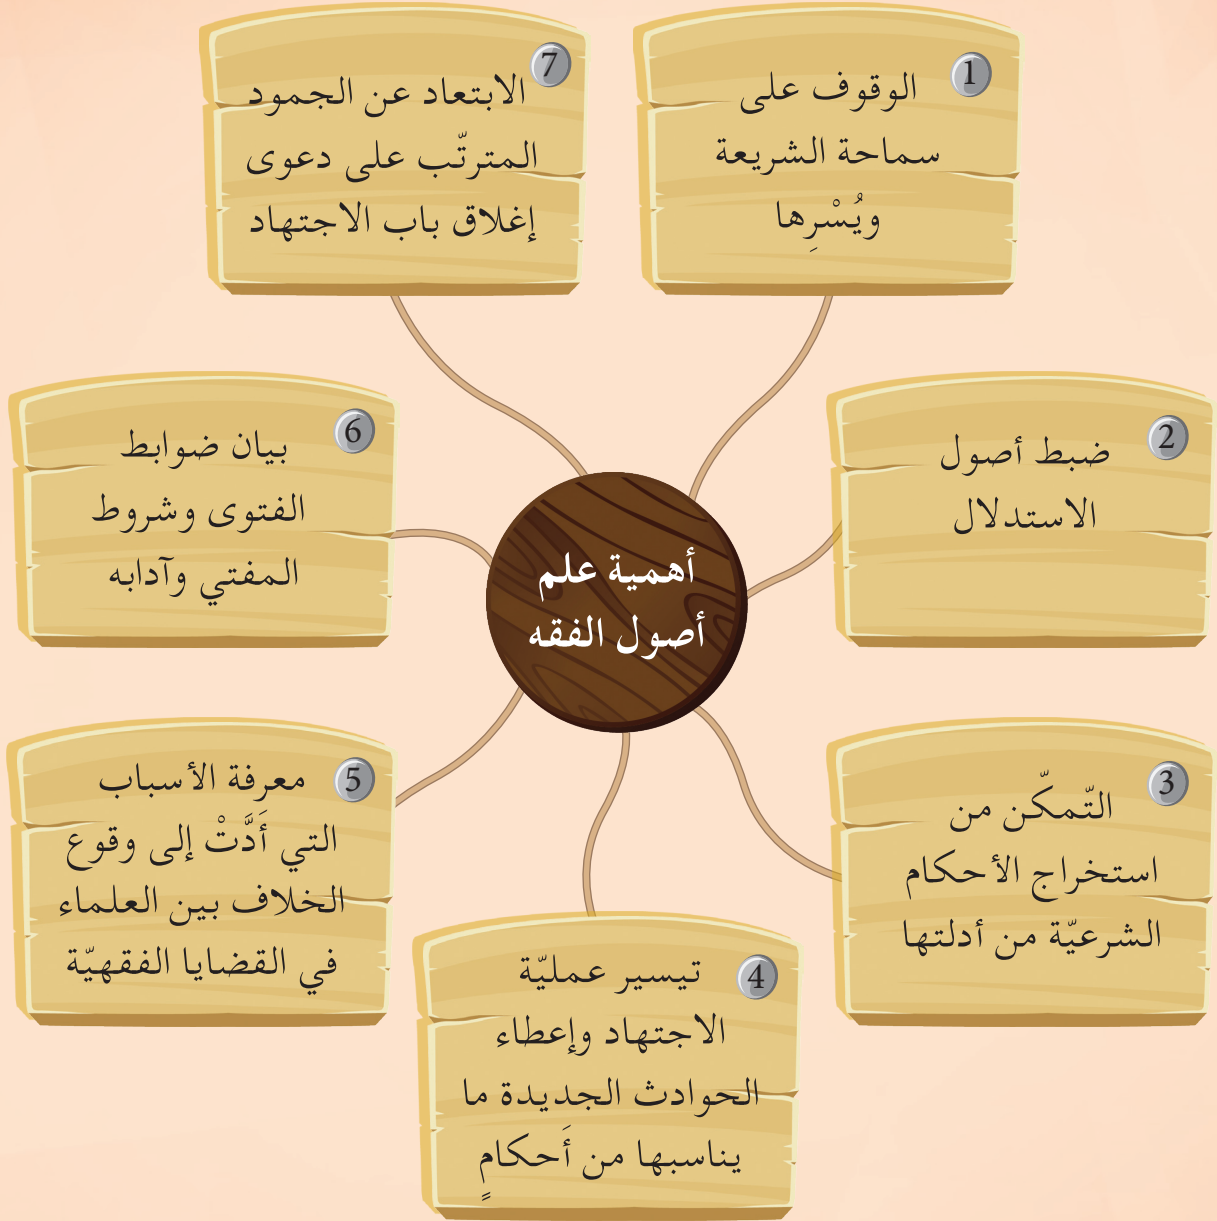 أهمية علم
أصول الفقه
1
الوقوف على
سماحة الشريعة
ويُسْرِها
2
ضبط أصول
الاستدلال
3
التّمكّن من
استخراج الأحكام
الشرعيّة من أدلتها
4
تيسير عمليّة
الاجتهاد وإعطاء
الحوادث الجديدة ما
يناسبها من أَحكامٍ
5
معرفة الأسباب
التي أَدَّتْ إلى وقوع
الخلاف بين العلماء
في القضايا الفقهيّة
6
بيان ضوابط
الفتوى وشروط
المفتي وآدابه
7
الابتعاد عن الجمود
المترتّب على دعوى
إغلاق باب الاجتهاد